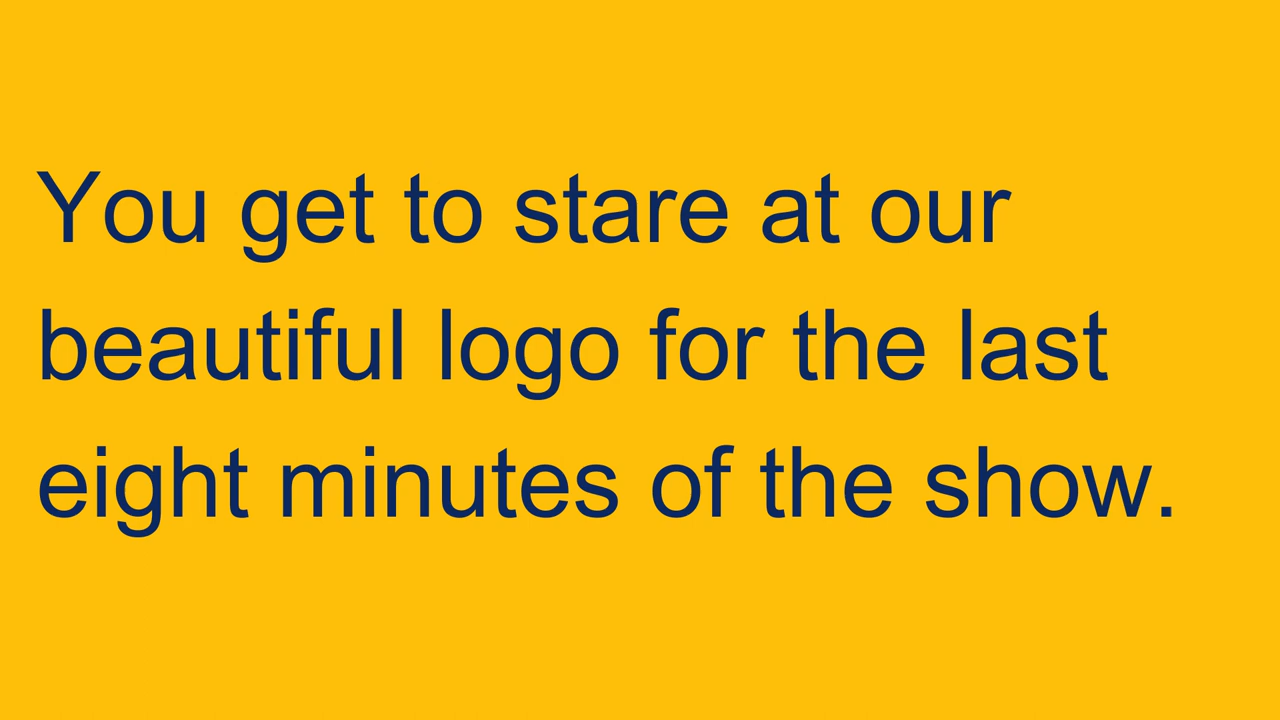 You get to stare at our
beautiful logo for the last
eight minutes of the show.